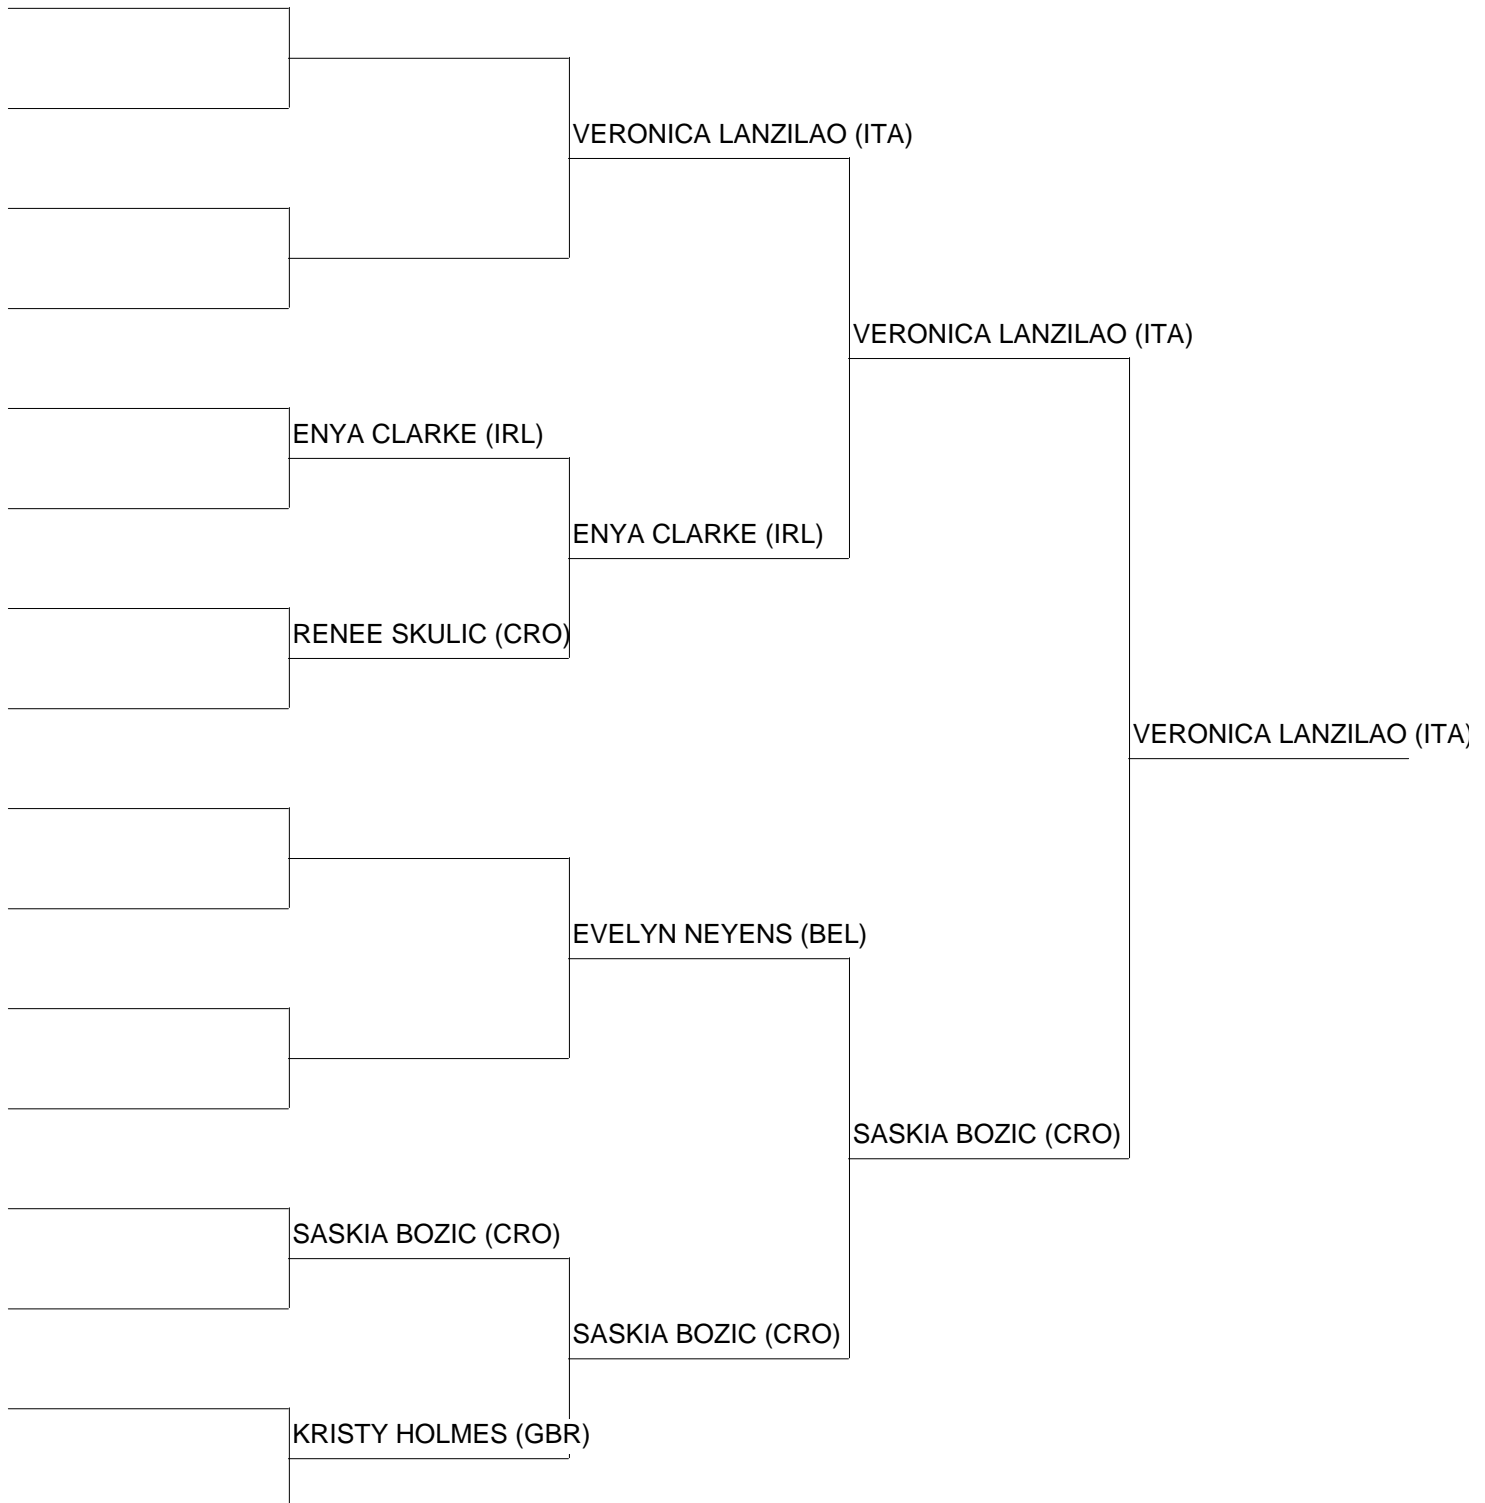 VERONICA LANZILAO (ITA)
VERONICA LANZILAO (ITA)
ENYA CLARKE (IRL)
ENYA CLARKE (IRL)
RENEE SKULIC (CRO)
VERONICA LANZILAO (ITA)
EVELYN NEYENS (BEL)
SASKIA BOZIC (CRO)
SASKIA BOZIC (CRO)
SASKIA BOZIC (CRO)
KRISTY HOLMES (GBR)